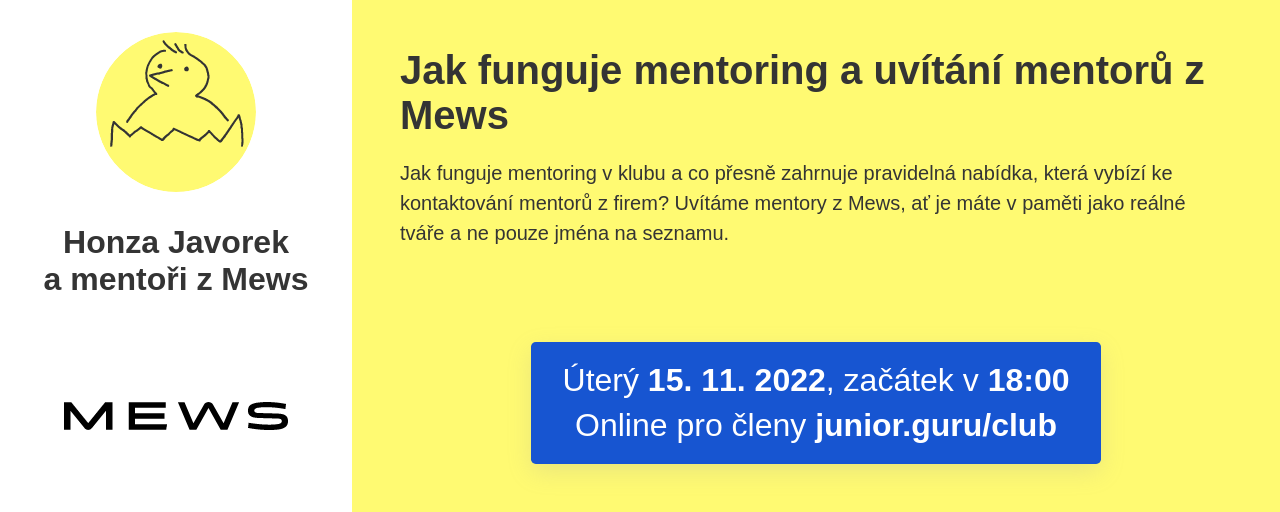 Honza Javorek
a mentoři z Mews
MEWS
Jak funguje mentoring a uvítání mentorů z
Mews
Jak funguje mentoring v klubu a co přesně zahrnuje pravidelná nabídka, která vybízí ke
kontaktování mentorů z firem? Uvítáme mentory z Mews, ať je máte v paměti jako reálné
tváře a ne pouze jména na seznamu.
Úterý 15. 11. 2022, začátek v 18:00
Online pro členy junior.guru/club